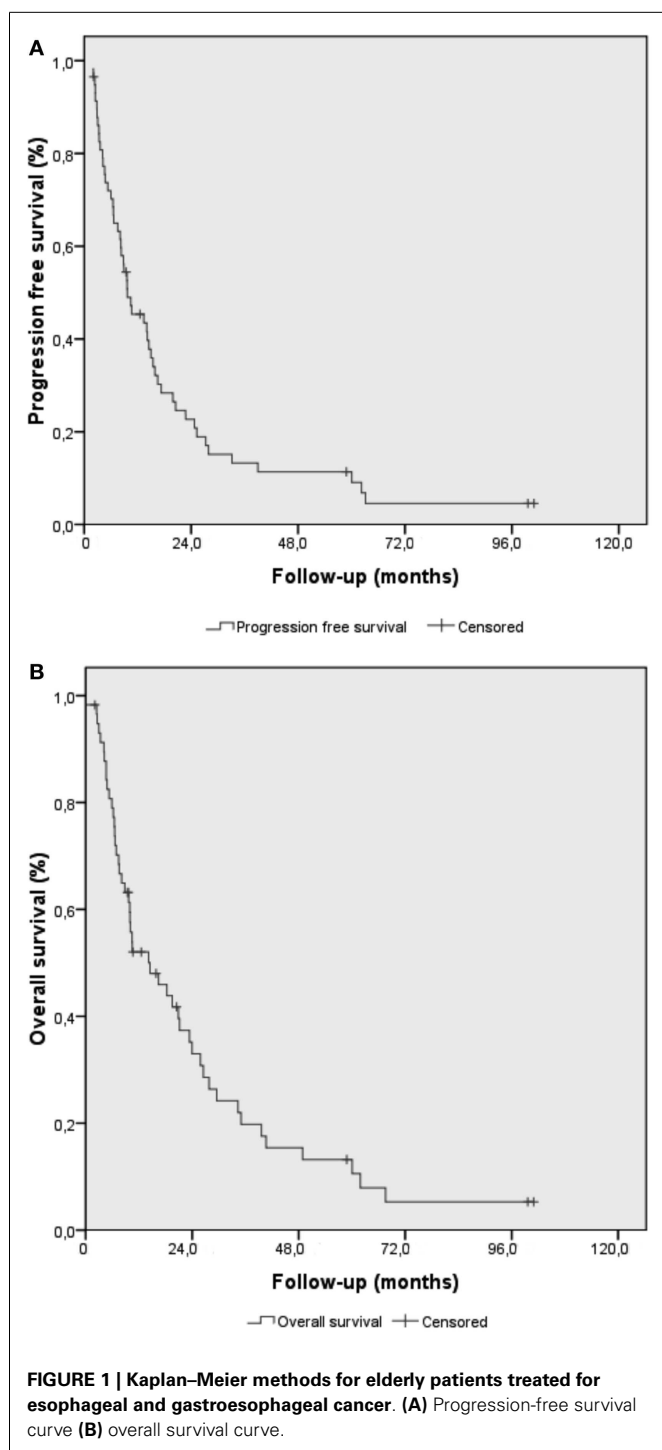 A
Progression free survival (%)
1,0
0,8
0,6
0,4
0,2
0,0
0 24,0 48,0 72,0 96,0 120,0
Follow-up (months)
Progression free survival Censored
B
Overall survival (%)
1,0
0,8
0,6
0,4
0,2
0,0
0 24,0 48,0 72,0 96,0 120,0
Follow-up (months)
Overall survival Censored
FIGURE 1 | Kaplan–Meier methods for elderly patients treated for
esophageal and gastroesophageal cancer. (A) Progression-free survival
curve (B) overall survival curve.